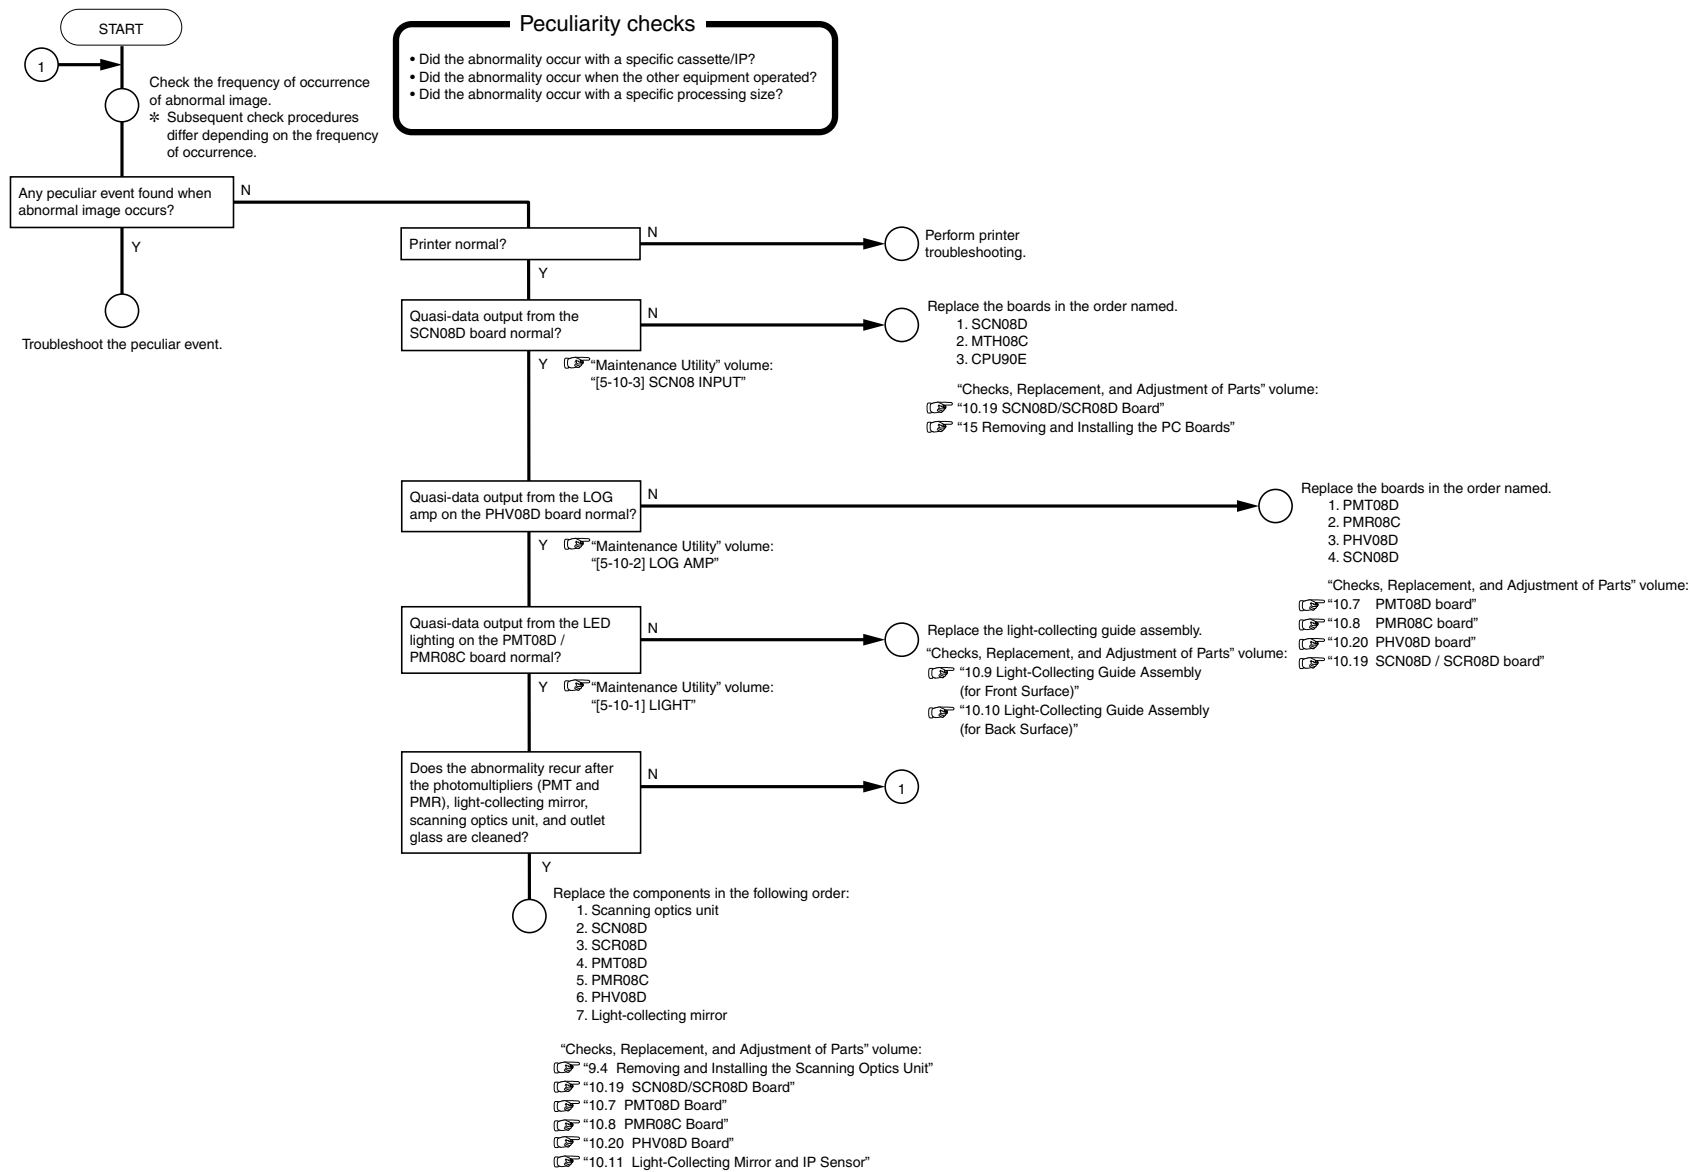 START
1
Check the frequency of occurrence
of abnormal image.
✻ Subsequent check procedures
differ depending on the frequency
of occurrence.
Peculiarity checks
• Did the abnormality occur with a specific cassette/IP?
• Did the abnormality occur when the other equipment operated?
• Did the abnormality occur with a specific processing size?
Any peculiar event found when
abnormal image occurs?
N
Y
Troubleshoot the peculiar event.
Printer normal?
N
Perform printer
troubleshooting.
Y
Quasi-data output from the
SCN08D board normal?
N
Replace the boards in the order named.
1. SCN08D
2. MTH08C
3. CPU90E
“Checks, Replacement, and Adjustment of Parts” volume:
“10.19 SCN08D/SCR08D Board”
“15 Removing and Installing the PC Boards”
Y
“Maintenance Utility” volume:
“[5-10-3] SCN08 INPUT”
Quasi-data output from the LOG
amp on the PHV08D board normal?
N
Replace the boards in the order named.
1. PMT08D
2. PMR08C
3. PHV08D
4. SCN08D
“Checks, Replacement, and Adjustment of Parts” volume:
“10.7 PMT08D board”
“10.8 PMR08C board”
“10.20 PHV08D board”
“10.19 SCN08D / SCR08D board”
Y
“Maintenance Utility” volume:
“[5-10-2] LOG AMP”
Quasi-data output from the LED
lighting on the PMT08D /
PMR08C board normal?
N
Replace the light-collecting guide assembly.
“Checks, Replacement, and Adjustment of Parts” volume:
“10.9 Light-Collecting Guide Assembly
(for Front Surface)”
“10.10 Light-Collecting Guide Assembly
(for Back Surface)”
Y
“Maintenance Utility” volume:
“[5-10-1] LIGHT”
Does the abnormality recur after
the photomultipliers (PMT and
PMR), light-collecting mirror,
scanning optics unit, and outlet
glass are cleaned?
N
1
Y
Replace the components in the following order:
1. Scanning optics unit
2. SCN08D
3. SCR08D
4. PMT08D
5. PMR08C
6. PHV08D
7. Light-collecting mirror
“Checks, Replacement, and Adjustment of Parts” volume:
“9.4 Removing and Installing the Scanning Optics Unit”
“10.19 SCN08D/SCR08D Board”
“10.7 PMT08D Board”
“10.8 PMR08C Board”
“10.20 PHV08D Board”
“10.11 Light-Collecting Mirror and IP Sensor”